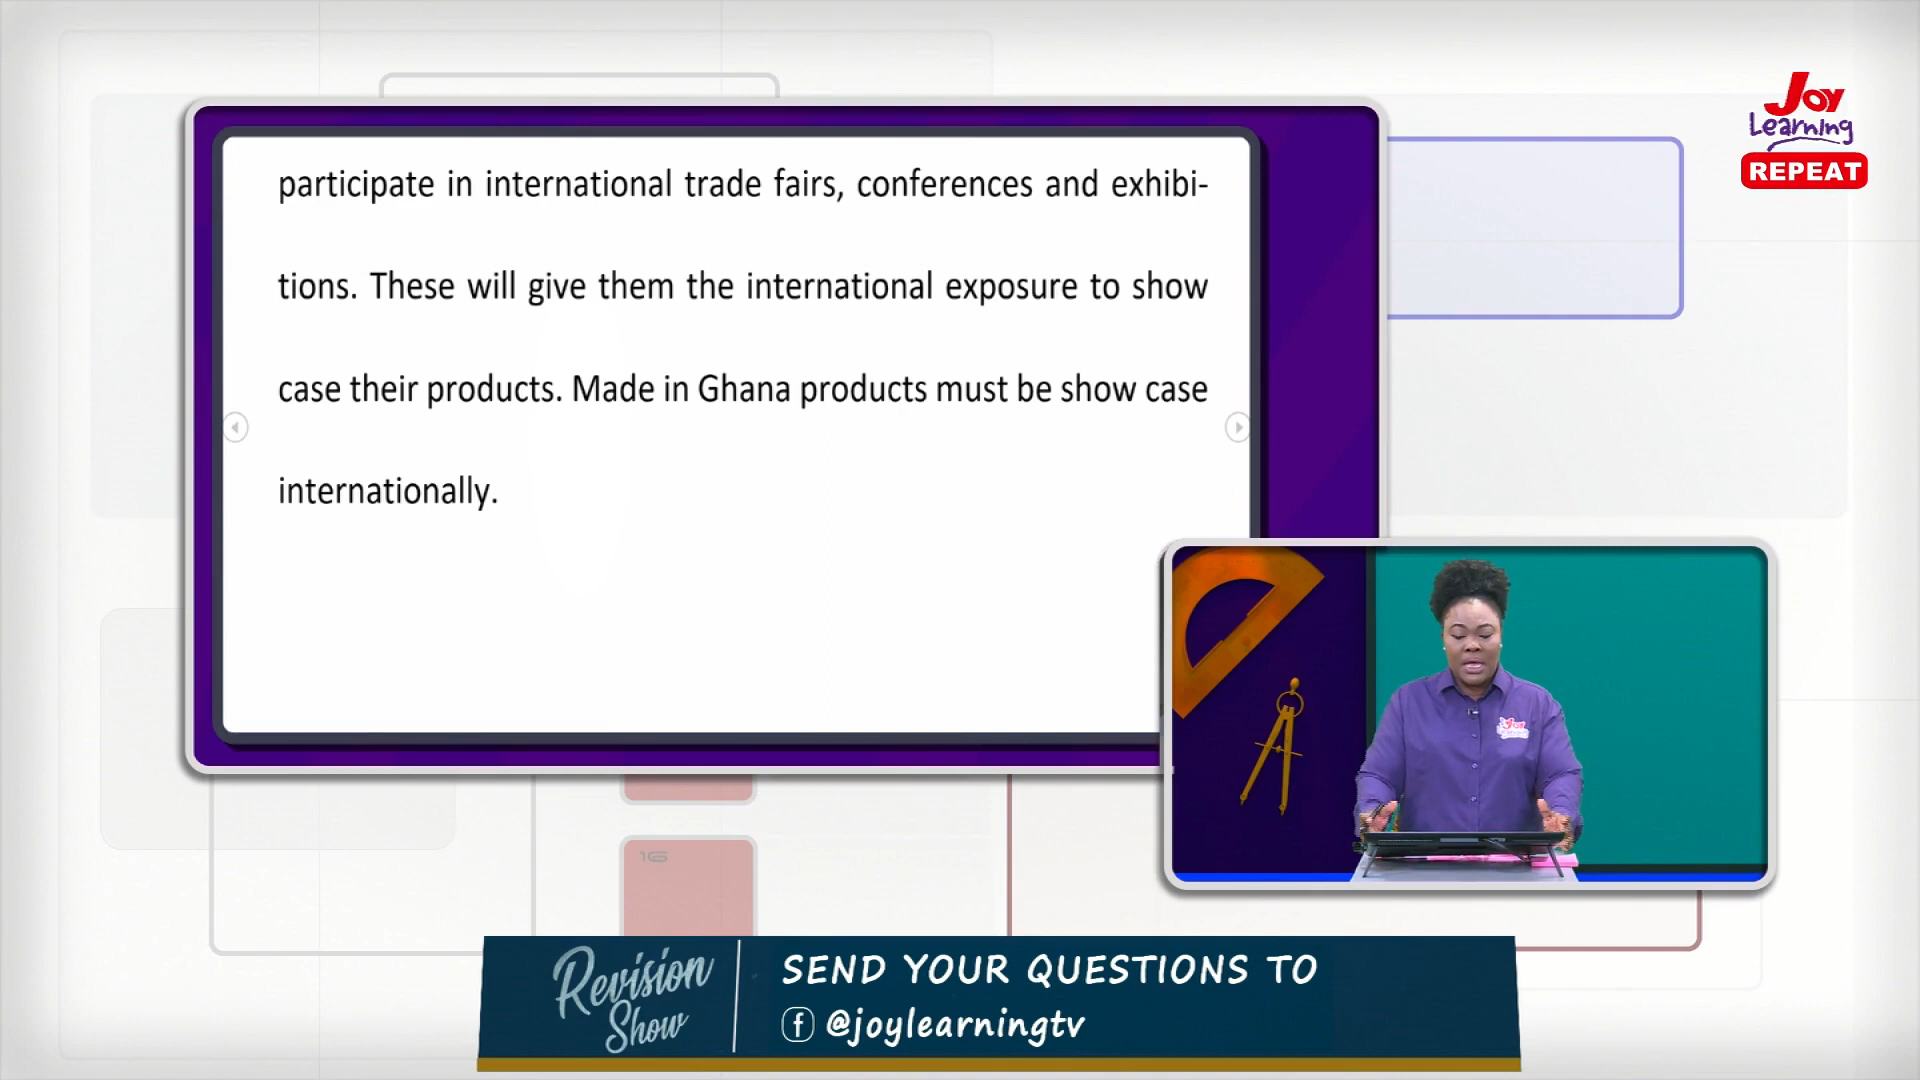 Joy
Learning
REPEAT
participate in international trade fairs, conferences and exhibi-
tions. These will give them the international exposure to show
case their products. Made in Ghana products must be show case
internationally.
Joy
16
Revision
Show
SEND YOUR QUESTIONS TO
@joylearningtv